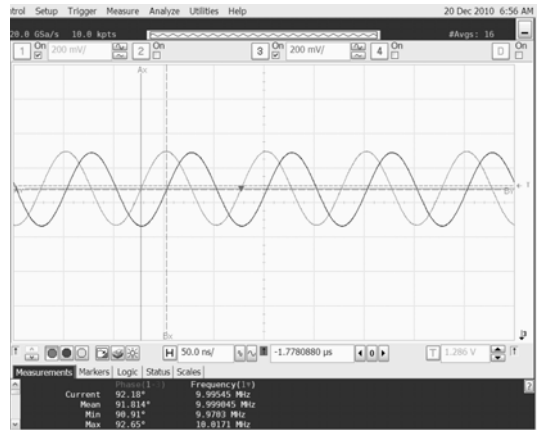 trol Setup Trigger Measure Analyze Utilities Help 20 Dec 2010 6:56 AM
20.0 GSa/s 10.0 kpts #Avgs: 16
1 On 200 mV/ 2 On 3 On 200 mV/ 4 On D On
Ax
1
Bx
H 50.0 ns/ -1.7780880 µs 0 T 1.286 V
Measurements Markers Logic Status Scales
Frequency(1
Current 92.18° 9.99545 MHz
Mean 91.814° 9.999045 MHz
Min 90.91° 9.9703 MHz
Max 92.65° 10.0171 MHz